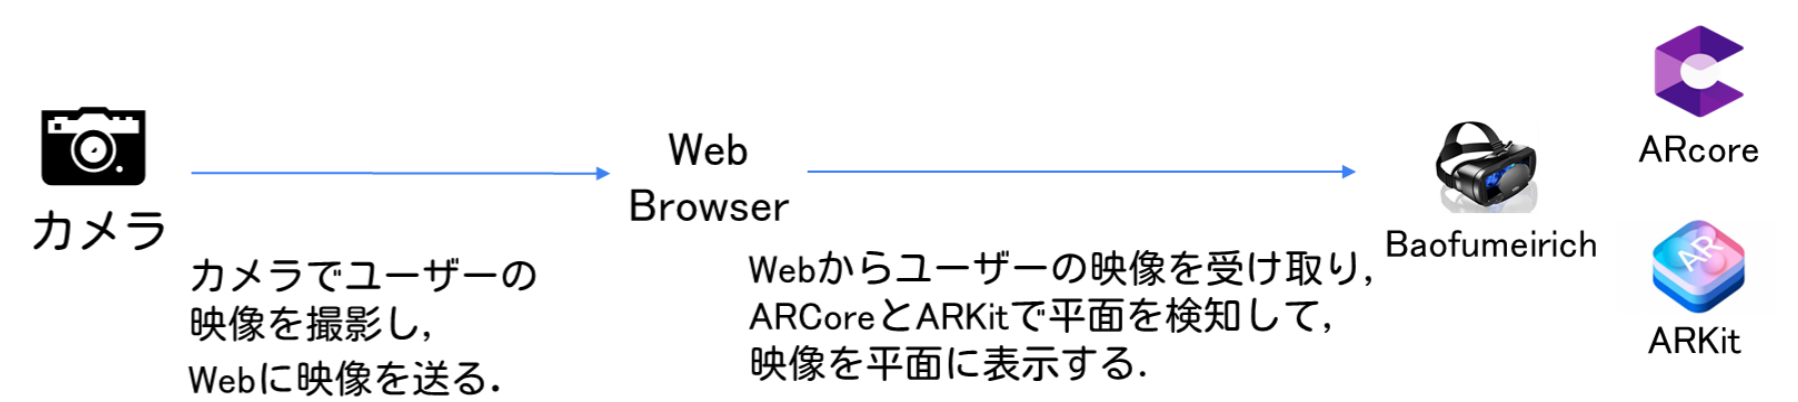 カメラ
カメラでユーザーの
映像を撮影し,
Webに映像を送る.
Web
Browser
Webからユーザーの映像を受け取り,
ARCoreとARKitで平面を検知して,
映像を平面に表示する.
Baofumeirich
ARcore
AR
ARKit